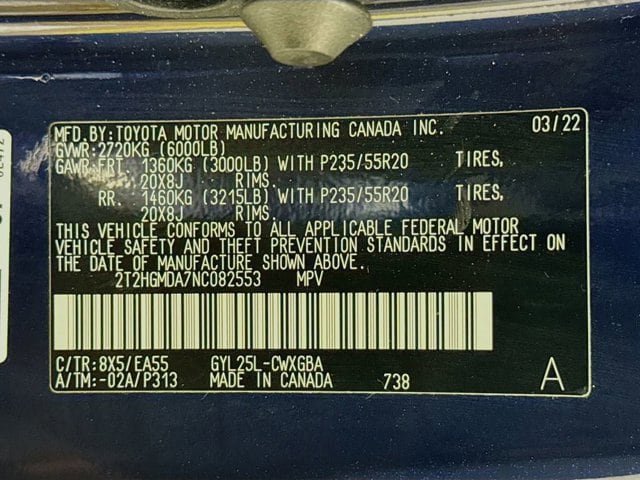 MFD.BY:TOYOTA MOTOR MANUFACTURING CANADA INC. 03/22
GVWR:2720KG (6000LB)
GAWR:FRT. 1360KG (3000LB) WITH P235/55R20 TIRES,
20X8J RIMS.
RR. 1460KG (3215LB) WITH P235/55R20 TIRES,
20X8J RIMS.
THIS VEHICLE CONFORMS TO ALL APPLICABLE FEDERAL MOTOR
VEHICLE SAFETY AND THEFT PREVENTION STANDARDS IN EFFECT ON
THE DATE OF MANUFACTURE SHOWN ABOVE.
2T2HGMDA7NC082553 MPV
C/TR:8X5/EA55 GYL25L-CWXGBA
A/TM:-02A/P313 MADE IN CANADA 738 A